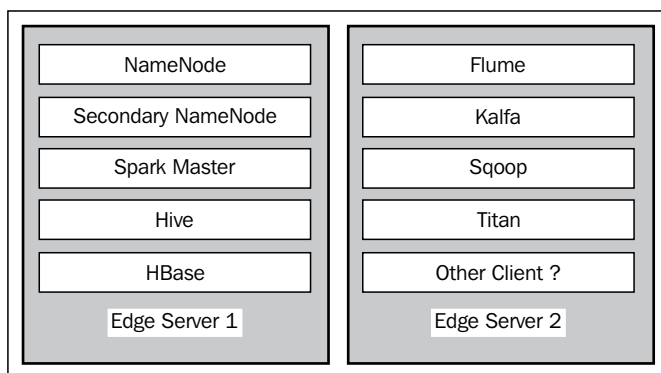 NameNode
Secondary NameNode
Spark Master
Hive
HBase
Edge Server 1
Flume
Kalfa
Sqoop
Titan
Other Client ?
Edge Server 2